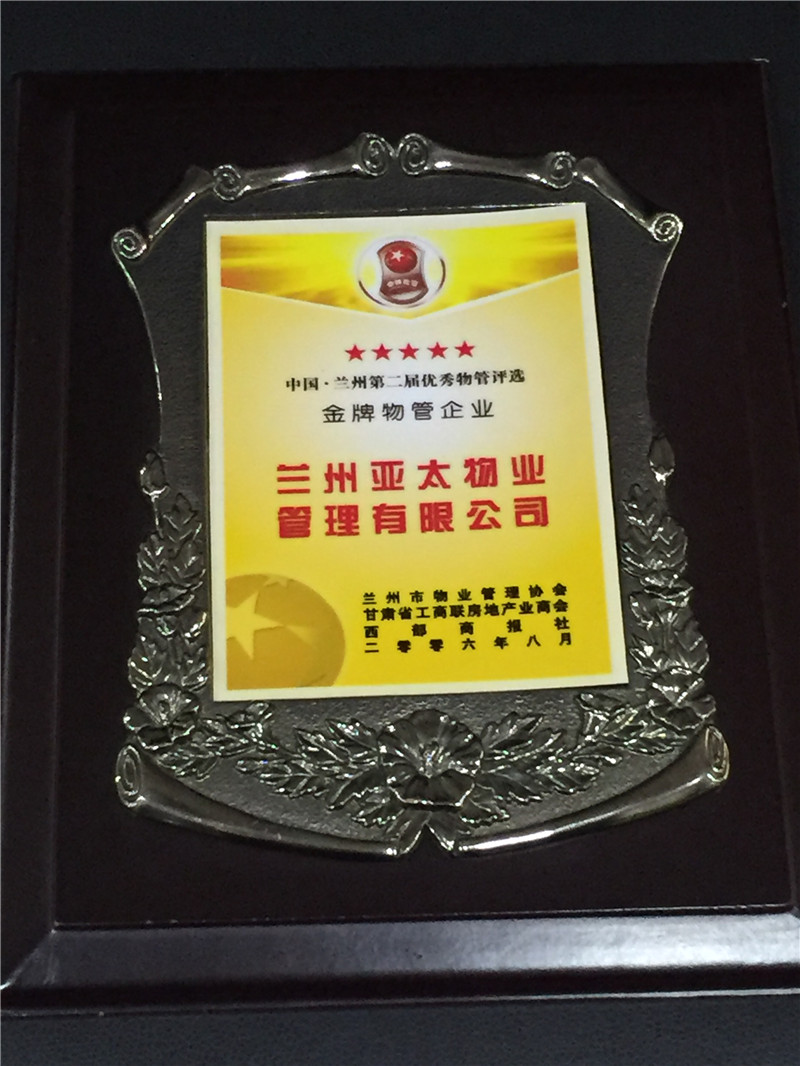 ★★★★★
中国·兰州第二届优秀物管评选
金牌物管企业
兰州亚太物业
管理有限公司
兰州市物业管理协会
甘肃省工商联房地产业商会
西部商报社
二零零六年八月